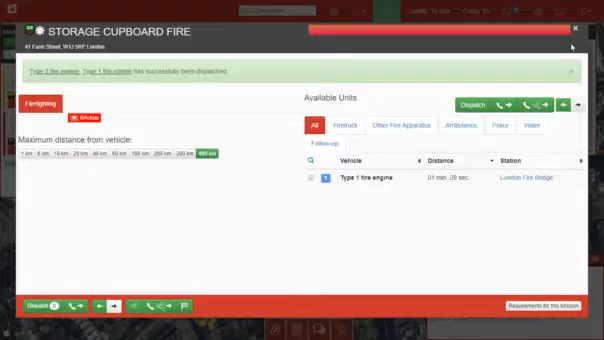 Credits: 
STORAGE CUPBOARD FIRE
41 Farm Street, W1J 5RP London
Type 2 fire engine, Type 1 fire engine has successfully been dispatched.
Firefighting
BAckup
Maximum distance from vehicle:
1 km 5 km 10 km 20 km 40 km 50 km 100 km 200 km 300 km 400 km
Available Units
Dispatch
All Firetruck Other Fire Apparatus Ambulance Police Water
Follow-up
Vehicle Distance Station
1 Type 1 fire engine 01 min. 09 sec. London Fire Bridge
Dispatch 0
Requirements for this Mission